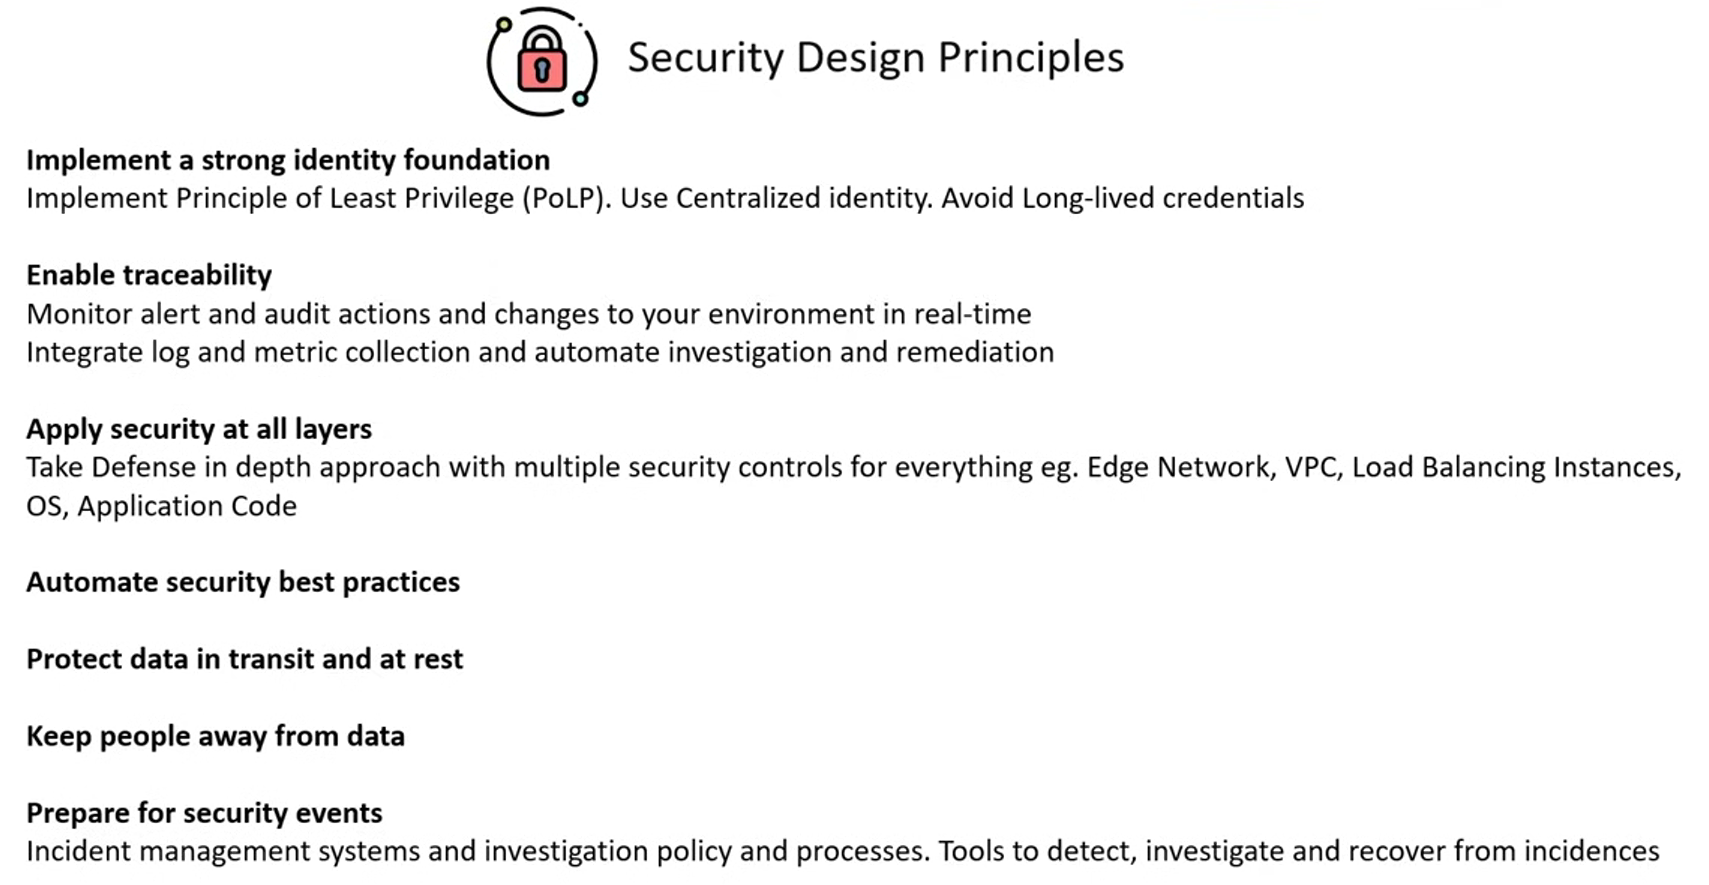 Security Design Principles
Implement a strong identity foundation
Implement Principle of Least Privilege (PoLP). Use Centralized identity. Avoid Long-lived credentials
Enable traceability
Monitor alert and audit actions and changes to your environment in real-time
Integrate log and metric collection and automate investigation and remediation
Apply security at all layers
Take Defense in depth approach with multiple security controls for everything eg. Edge Network, VPC, Load Balancing Instances,
OS, Application Code
Automate security best practices
Protect data in transit and at rest
Keep people away from data
Prepare for security events
Incident management systems and investigation policy and processes. Tools to detect, investigate and recover from incidences